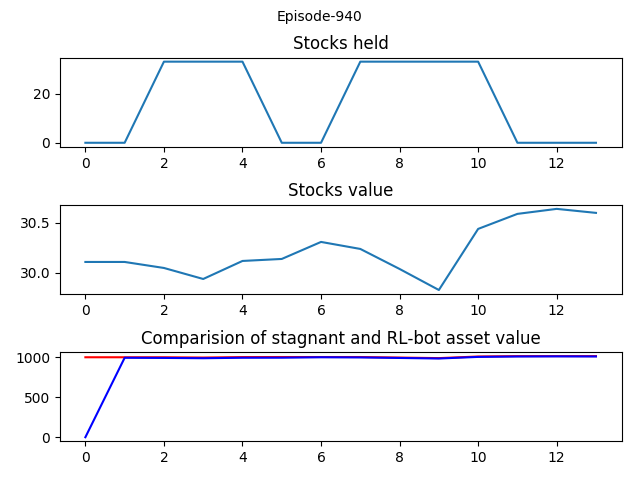 Episode-940
Stocks held
20
0
0 2 4 6 8 10 12
Stocks value
30.5
30.0
0 2 4 6 8 10 12
Comparision of stagnant and RL-bot asset value
1000
500
0
0 2 4 6 8 10 12